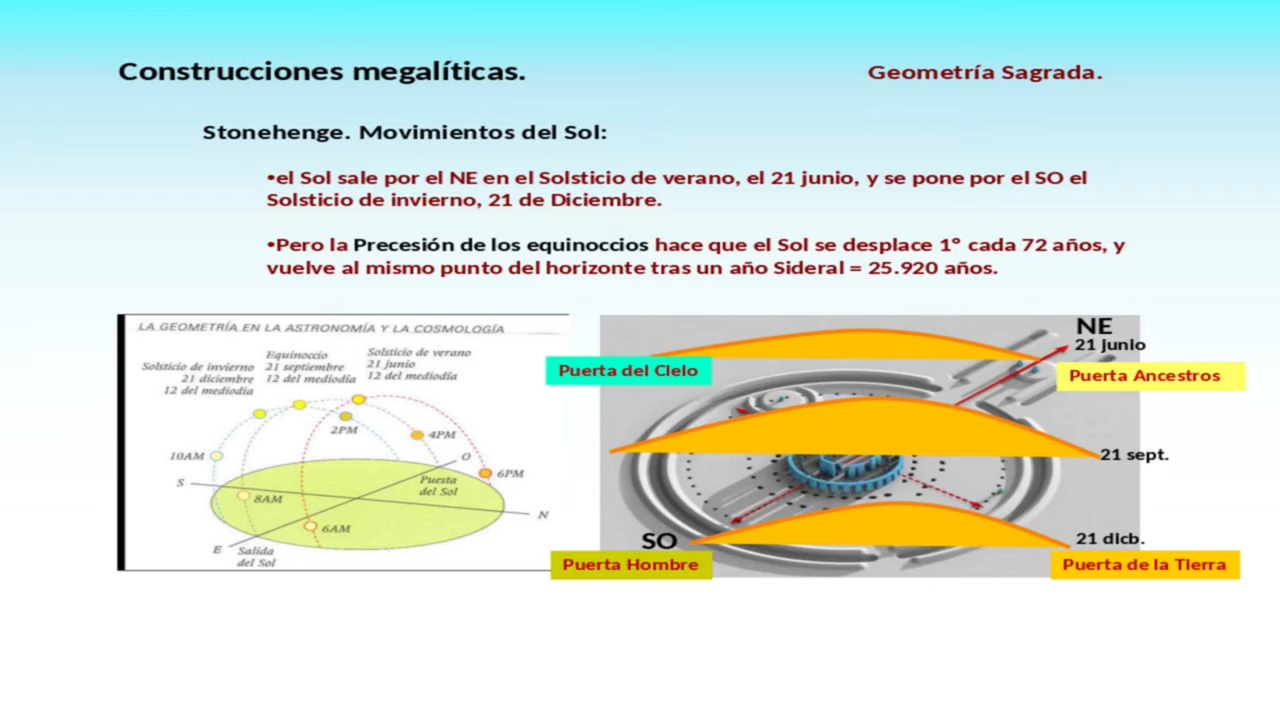 Construcciones megalíticas.
Geometría Sagrada.
Stonehenge. Movimientos del Sol:
•el Sol sale por el NE en el Solsticio de verano, el 21 junio, y se pone por el SO el
Solsticio de invierno, 21 de Diciembre.
•Pero la Precesión de los equinoccios hace que el Sol se desplace 1º cada 72 años, y
vuelve al mismo punto del horizonte tras un año Sideral = 25.920 años.
LA GEOMETRÍA EN LA ASTRONOMÍA Y LA COSMOLOGÍA
Solsticio de invierno
21 diciembre
12 del mediodía
Equinoccio
21 septiembre
12 del mediodía
Solsticio de verano
21 junio
12 del mediodía
2PM
4PM
10AM
O
6PM
S
Puesta
del Sol
8AM
N
6AM
E
Salida
del Sol
NE
21 junio
Puerta del Cielo
Puerta Ancestros
21 sept.
SO
21 dicb.
Puerta Hombre
Puerta de la Tierra